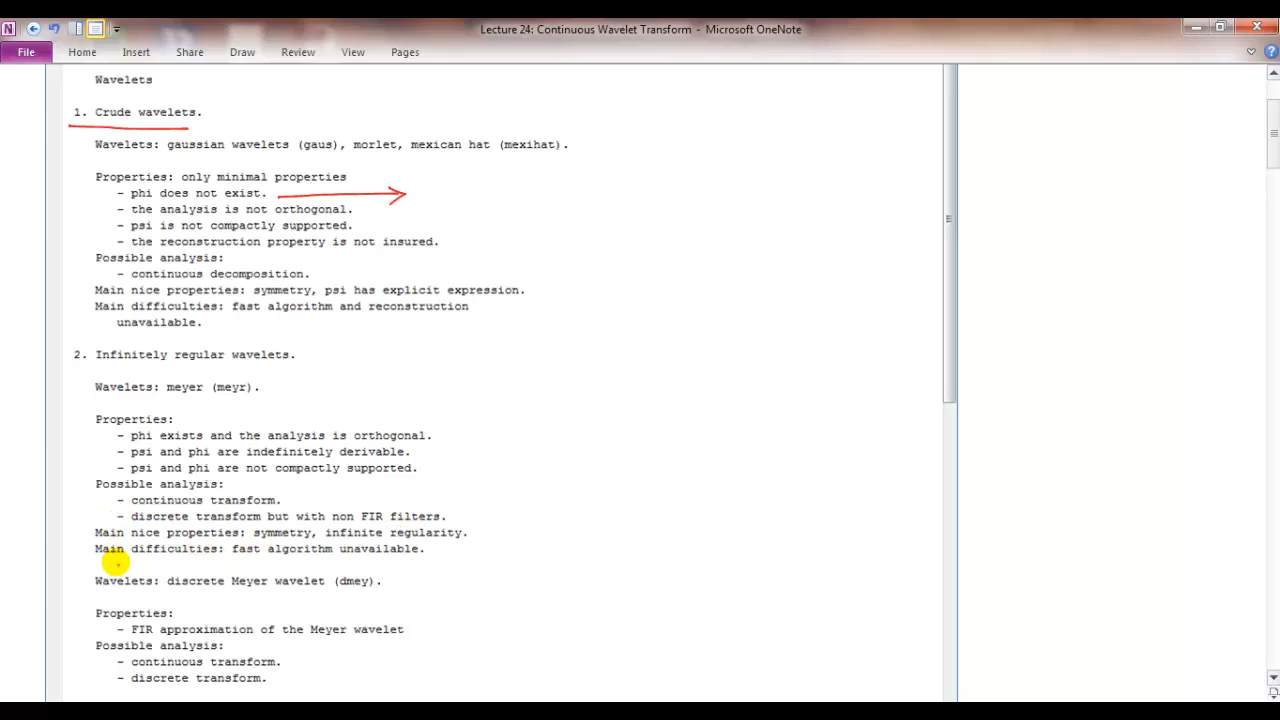 Lecture 24: Continuous Wavelet Transform - Microsoft OneNote
File Home Insert Share Draw Review View Pages
Wavelets
1. Crude wavelets.
Wavelets: gaussian wavelets (gaus), morlet, mexican hat (mexihat).
Properties: only minimal properties
- phi does not exist.
- the analysis is not orthogonal.
- psi is not compactly supported.
- the reconstruction property is not insured.
Possible analysis:
- continuous decomposition.
Main nice properties: symmetry, psi has explicit expression.
Main difficulties: fast algorithm and reconstruction
unavailable.
2. Infinitely regular wavelets.
Wavelets: meyer (meyr).
Properties:
- phi exists and the analysis is orthogonal.
- psi and phi are indefinitely derivable.
- psi and phi are not compactly supported.
Possible analysis:
- continuous transform.
- discrete transform but with non FIR filters.
Main nice properties: symmetry, infinite regularity.
Main difficulties: fast algorithm unavailable.
Wavelets: discrete Meyer wavelet (dmey).
Properties:
- FIR approximation of the Meyer wavelet
Possible analysis:
- continuous transform.
- discrete transform.